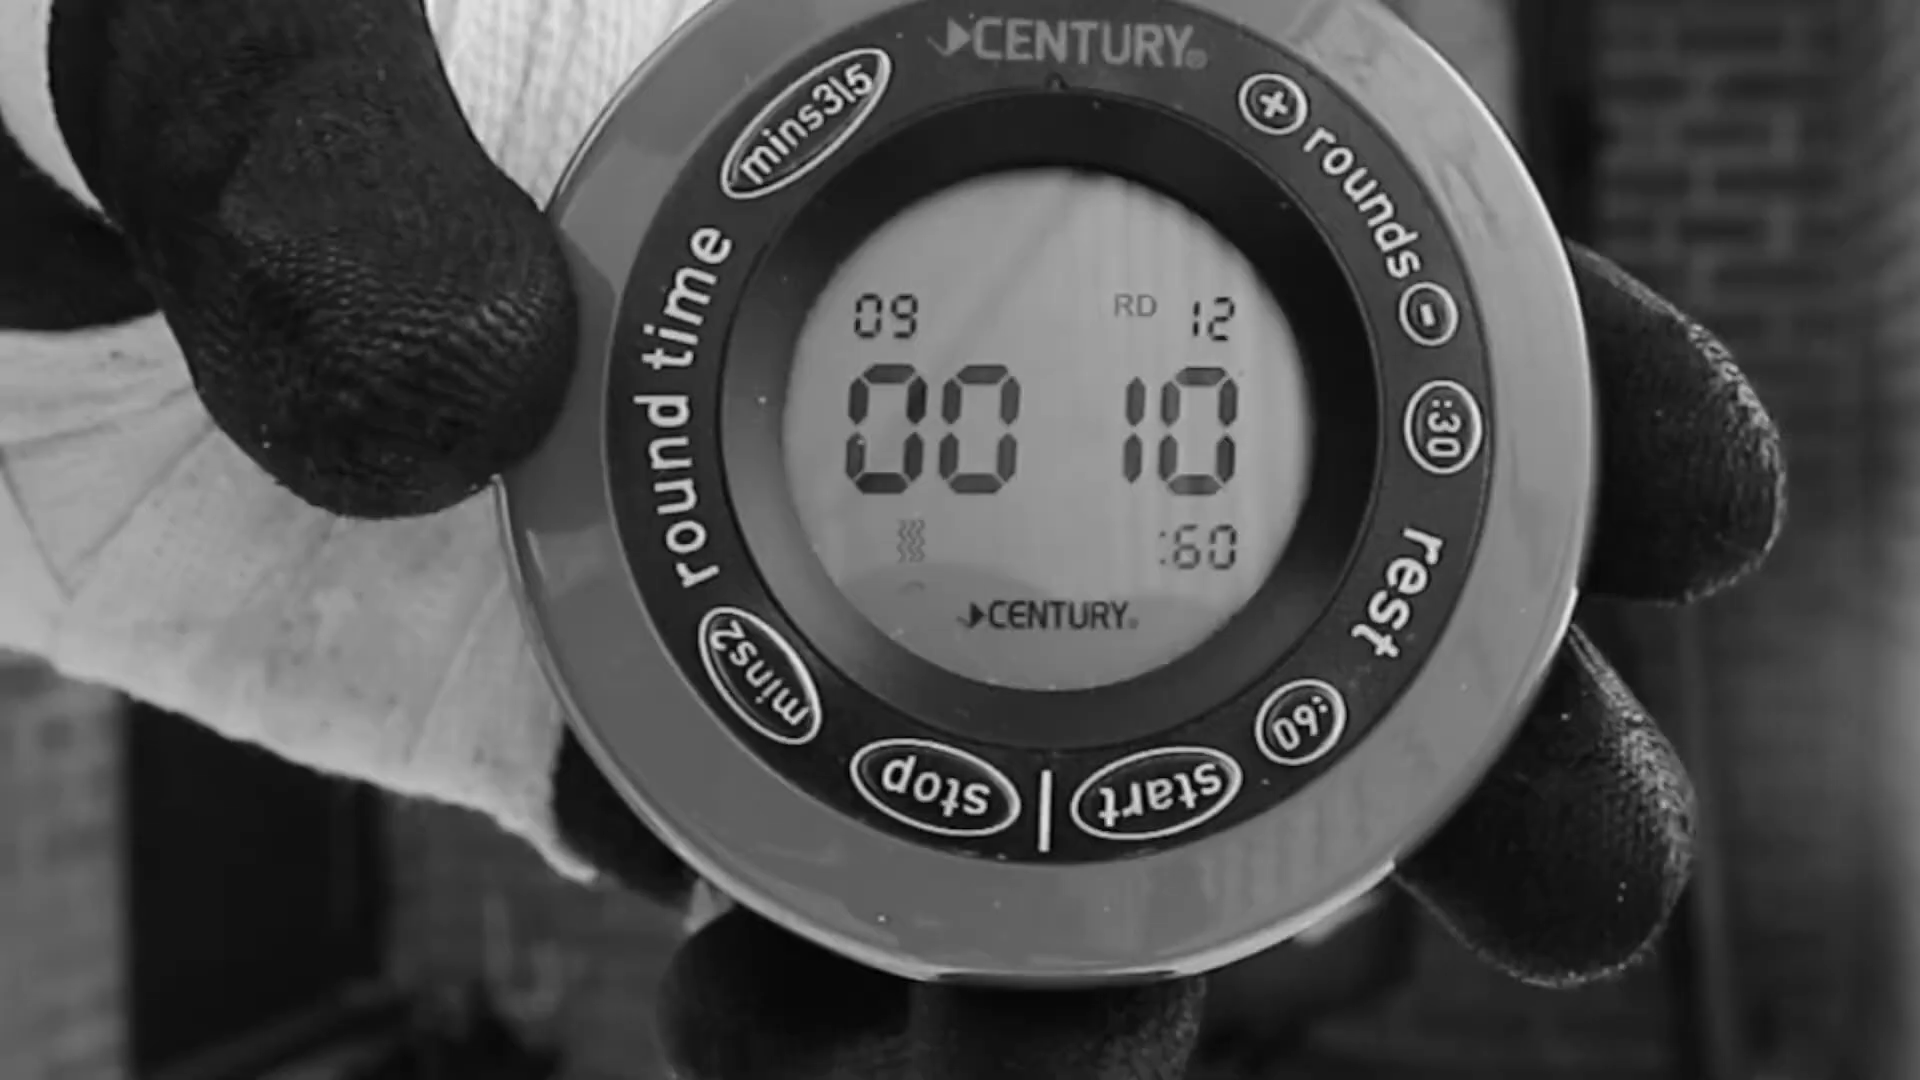 CENTURY®
mins3|5
+ rounds -
round time
:30
09 RD 12
00 10
:60
CENTURY®
rest
mins2
:60
stop | start